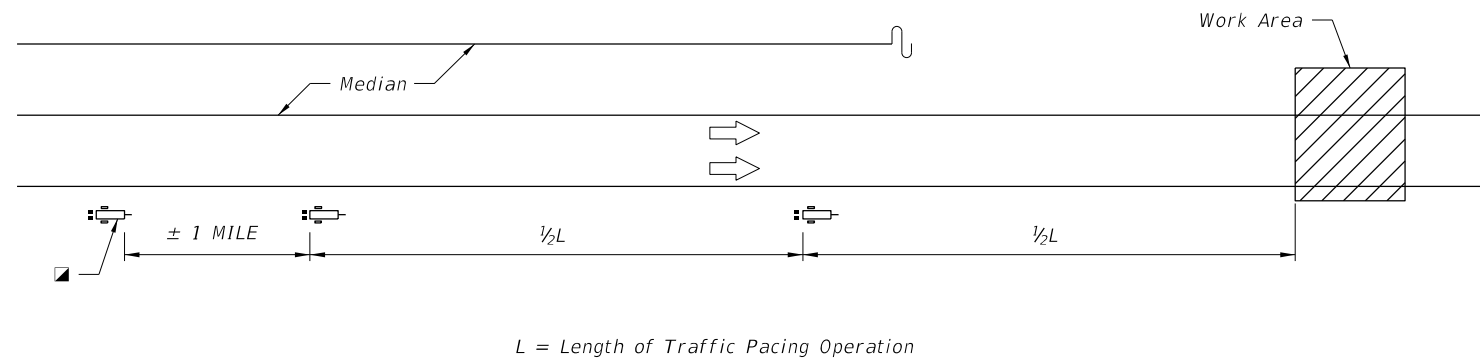 Work Area
Median
± 1 MILE
½L
½L
L = Length of Traffic Pacing Operation